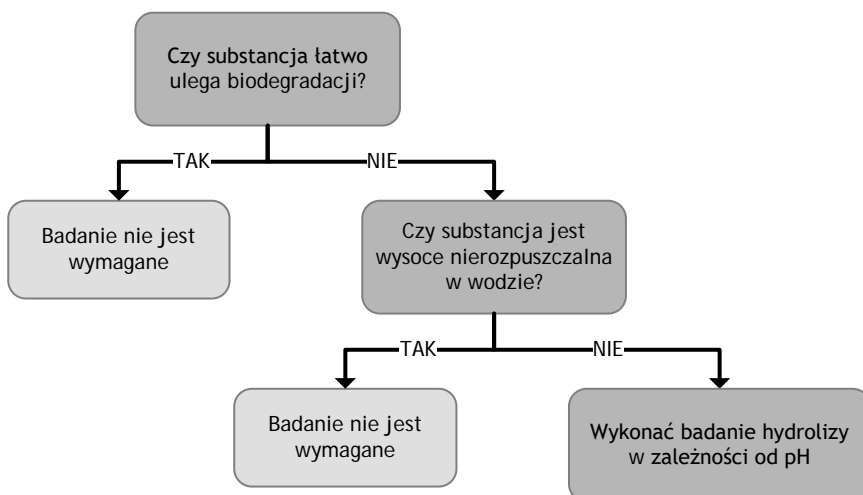 Czy substancja łatwo
ulega biodegradacji?
TAK
NIE
Badanie nie jest
wymagane
Czy substancja jest
wysoce nierozpuszczalna
w wodzie?
TAK
NIE
Badanie nie jest
wymagane
Wykonać badanie hydrolizy
w zależności od pH